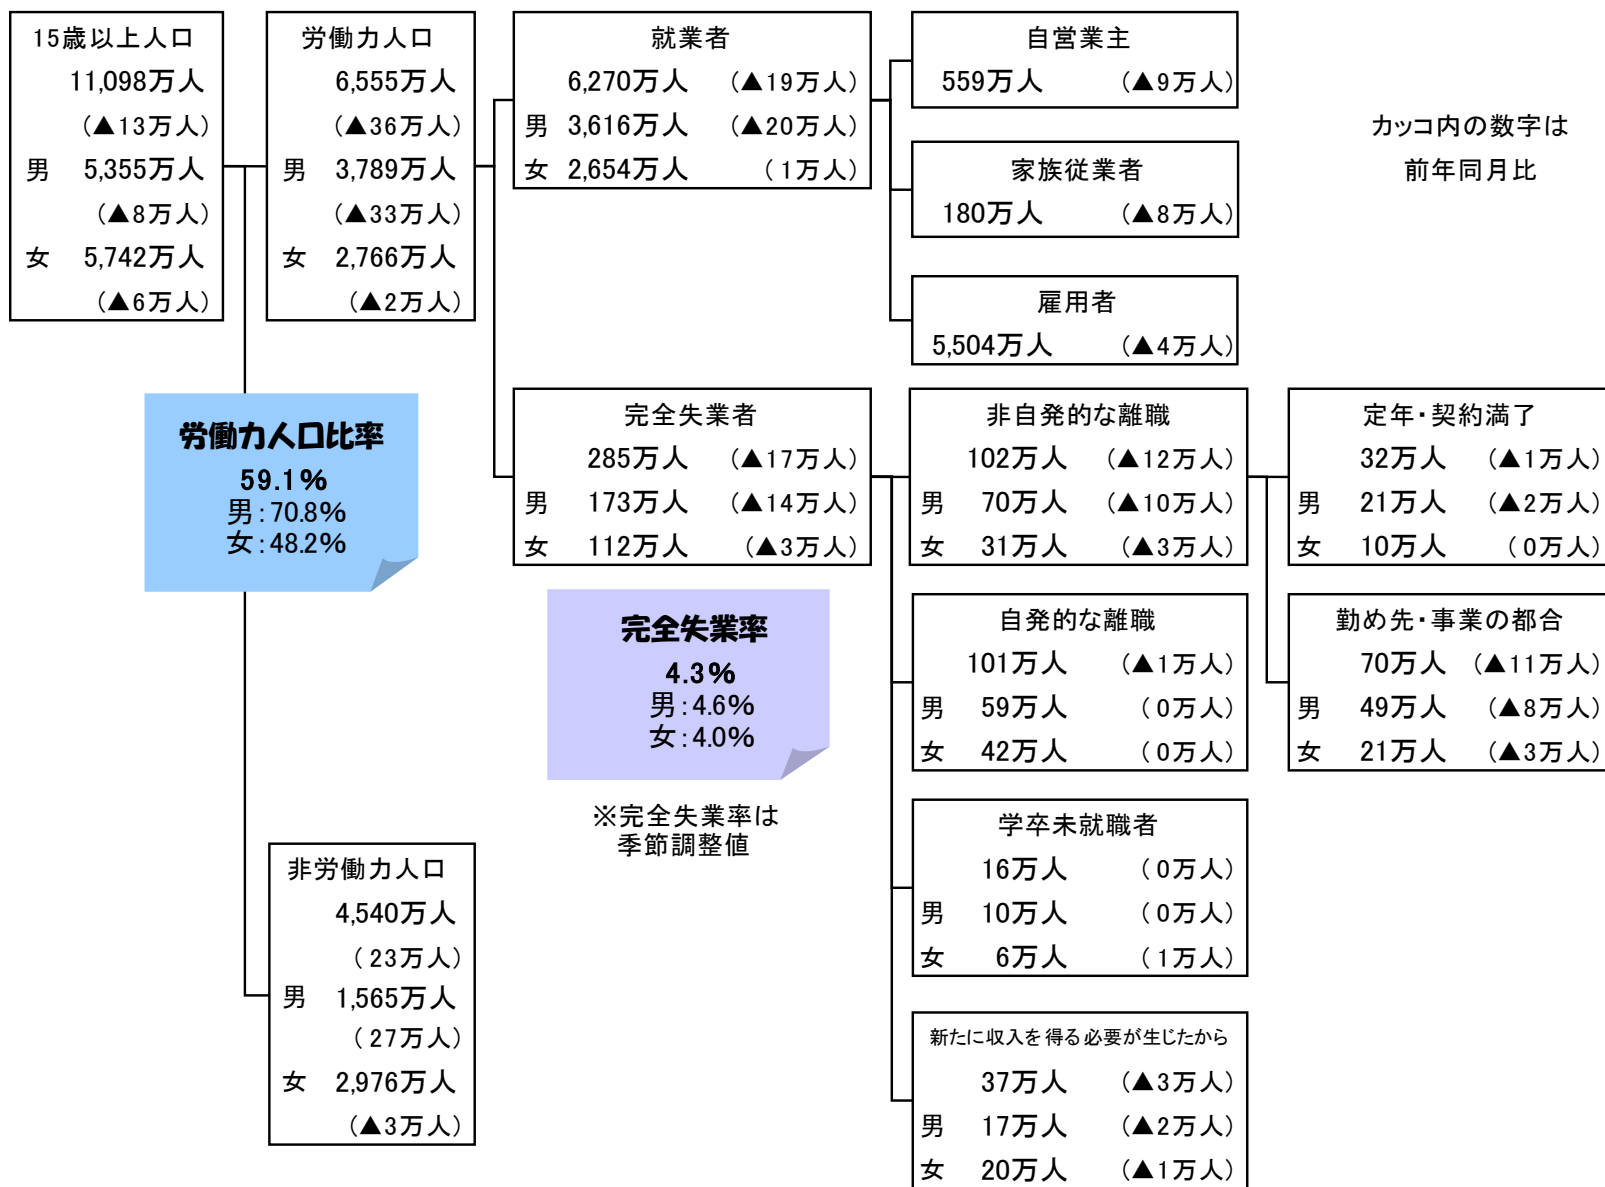 15歳以上人口
11,098万人
(▲13万人)
男 5,355万人
(▲8万人)
女 5,742万人
(▲6万人)
労働力人口
6,555万人
(▲36万人)
男 3,789万人
(▲33万人)
女 2,766万人
(▲2万人)
就業者
6,270万人 (▲19万人)
男 3,616万人 (▲20万人)
女 2,654万人 (1万人)
自営業主
559万人 (▲9万人)
家族従業者
180万人 (▲8万人)
雇用者
5,504万人 (▲4万人)
カッコ内の数字は
前年同月比
労働力人口比率
59.1%
男:70.8%
女:48.2%
完全失業者
285万人 (▲17万人)
男 173万人 (▲14万人)
女 112万人 (▲3万人)
完全失業率
4.3%
男:4.6%
女:4.0%
※完全失業率は
季節調整値
非自発的な離職
102万人 (▲12万人)
男 70万人 (▲10万人)
女 31万人 (▲3万人)
定年・契約満了
32万人 (▲1万人)
男 21万人 (▲2万人)
女 10万人 (0万人)
勤め先・事業の都合
70万人 (▲11万人)
男 49万人 (▲8万人)
女 21万人 (▲3万人)
自発的な離職
101万人 (▲1万人)
男 59万人 (0万人)
女 42万人 (0万人)
学卒未就職者
16万人 (0万人)
男 10万人 (0万人)
女 6万人 (1万人)
新たに収入を得る必要が生じたから
37万人 (▲3万人)
男 17万人 (▲2万人)
女 20万人 (▲1万人)
非労働力人口
4,540万人
(23万人)
男 1,565万人
(27万人)
女 2,976万人
(▲3万人)